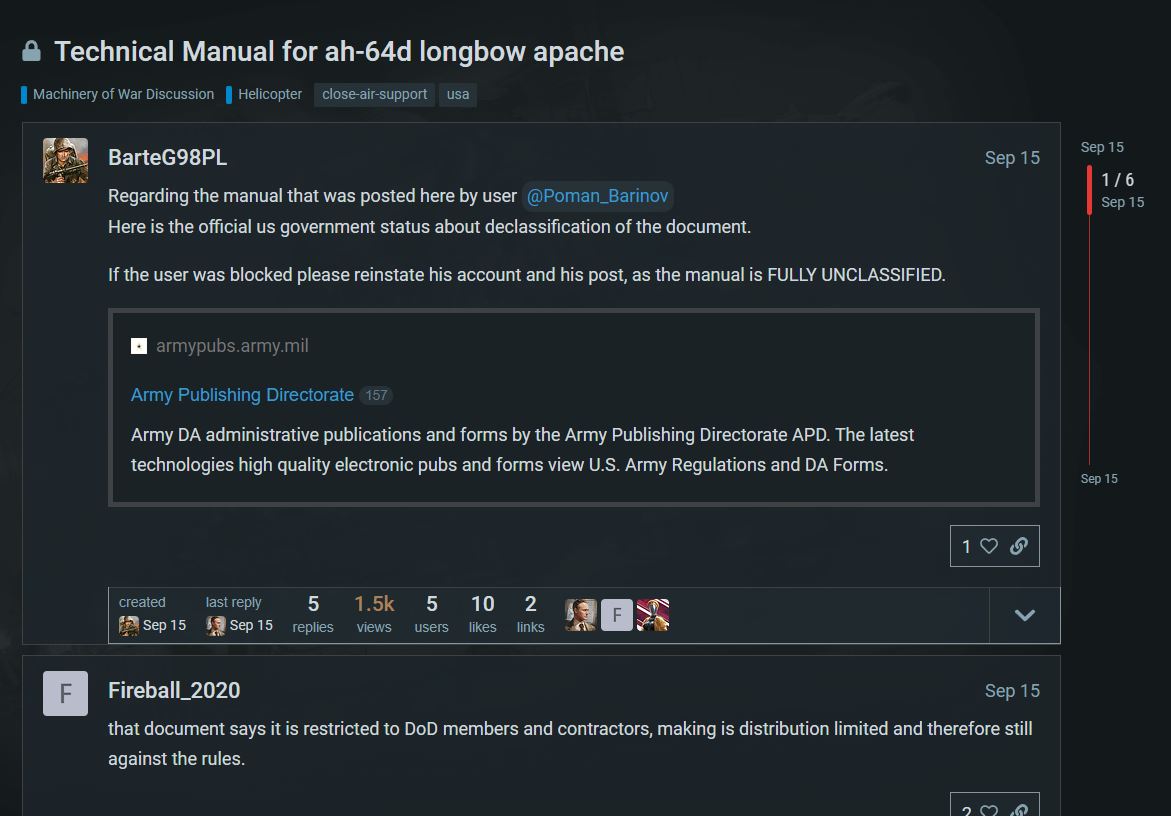 Technical Manual for ah-64d longbow apache
Machinery of War Discussion Helicopter close-air-support usa
BarteG98PL Sep 15
Regarding the manual that was posted here by user @Poman_Barinov
Here is the official us government status about declassification of the document.
If the user was blocked please reinstate his account and his post, as the manual is FULLY UNCLASSIFIED.
armypubs.army.mil
Army Publishing Directorate 157
Army DA administrative publications and forms by the Army Publishing Directorate APD. The latest
technologies high quality electronic pubs and forms view U.S. Army Regulations and DA Forms.
1
created last reply 5 1.5k 5 10 2
Sep 15 Sep 15 replies views users likes links
F
Sep 15
1 / 6
Sep 15
Sep 15
F
Fireball_2020 Sep 15
that document says it is restricted to DoD members and contractors, making is distribution limited and therefore still
against the rules.
2